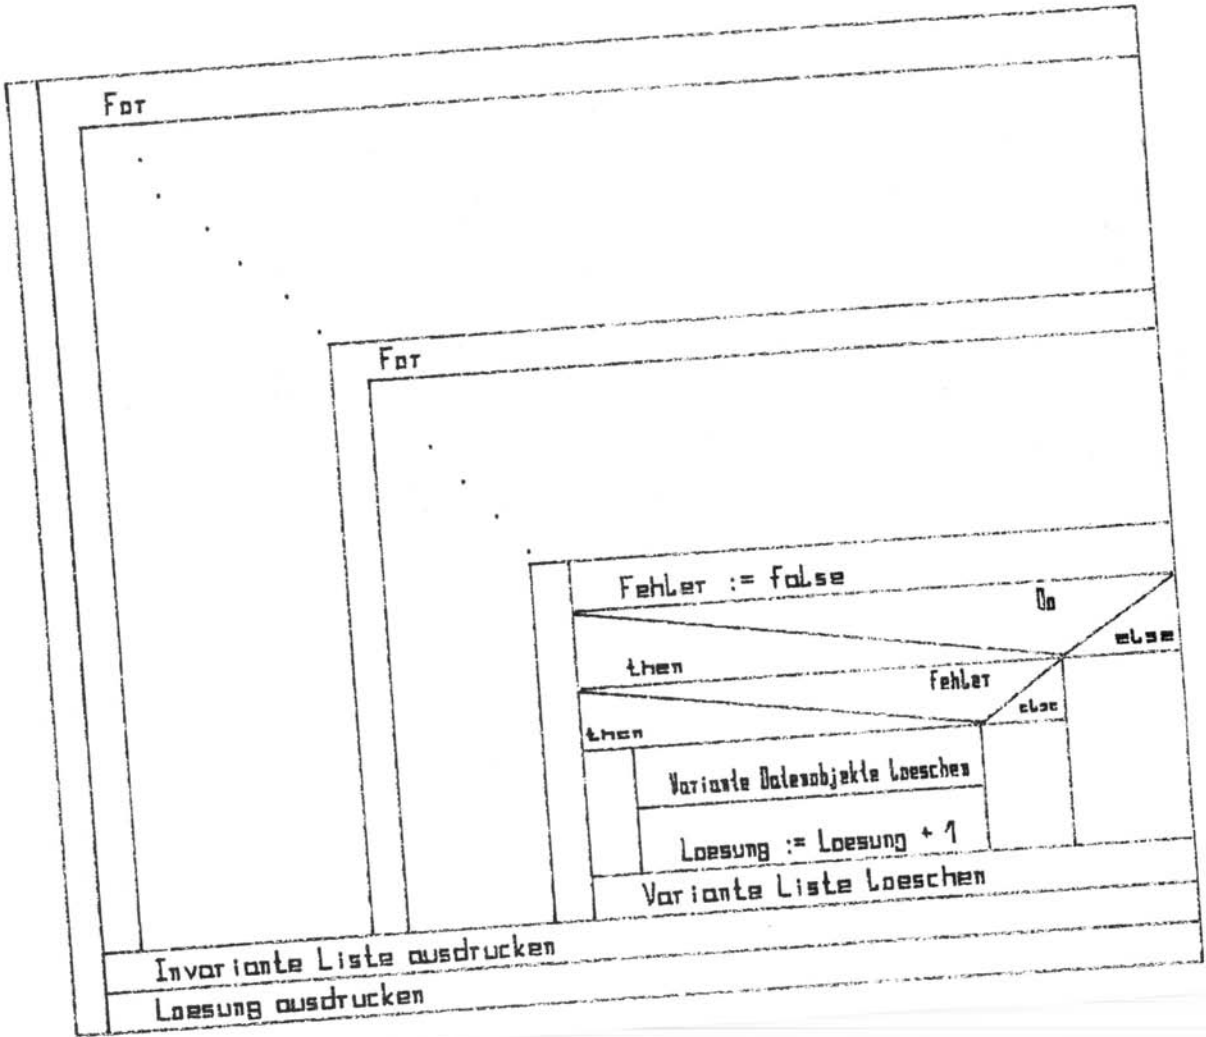 For
For
Fehler := false
Do
else
then
Fehler
else
then
Variante Datenobjekte loeschen
Loesung := Loesung + 1
Variante Liste loeschen
Invariante Liste ausdrucken
Loesung ausdrucken